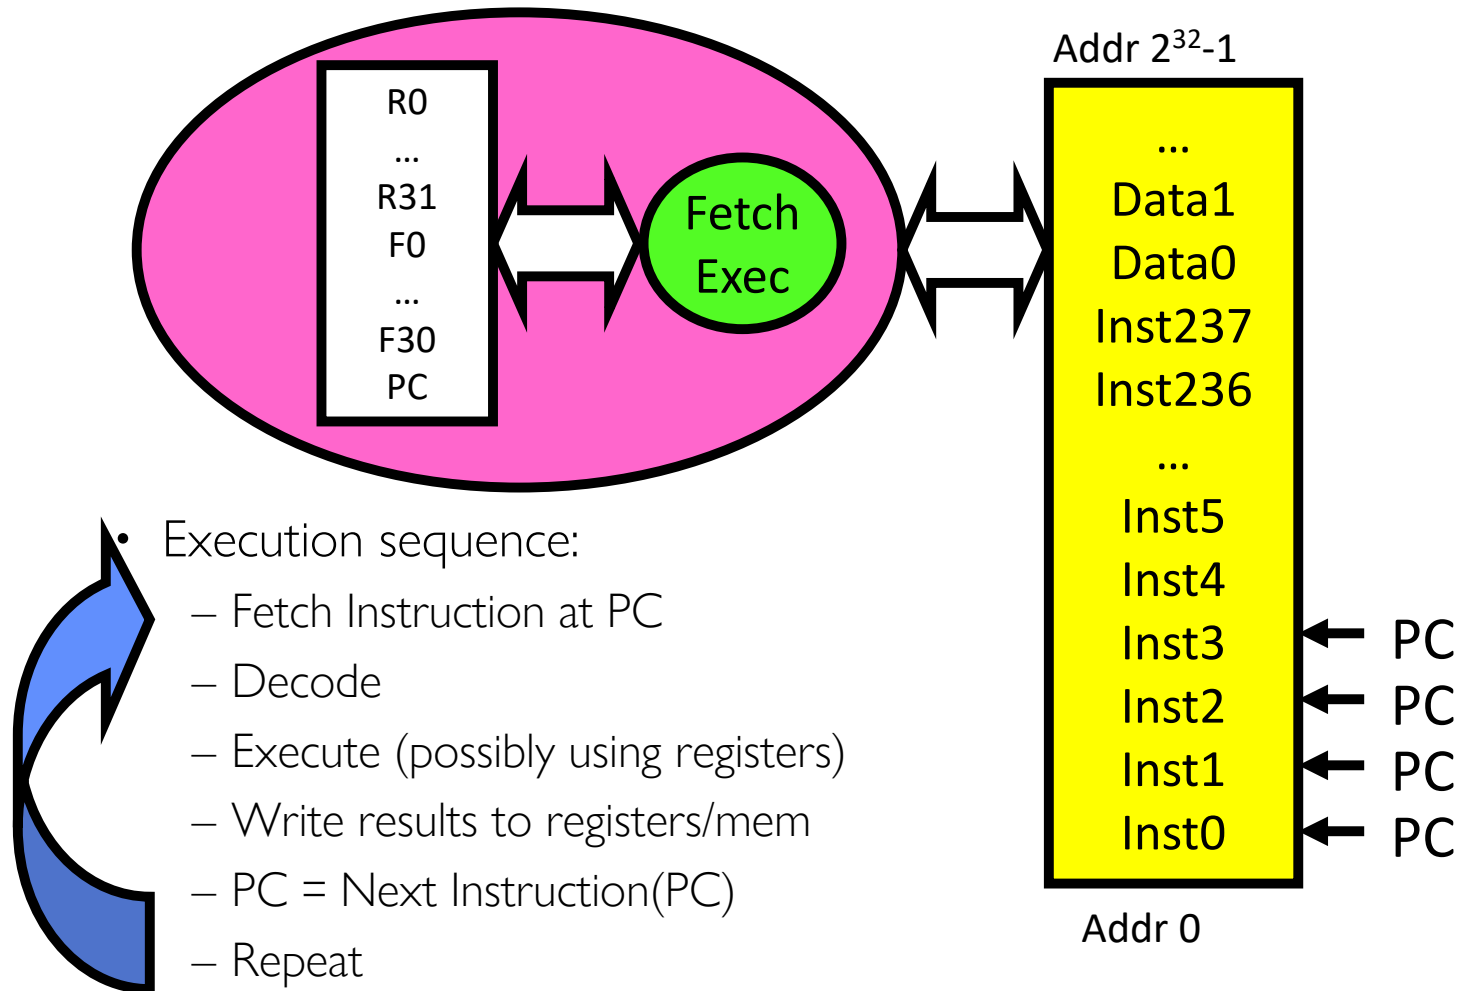 R0
...
R31
F0
...
F30
PC
Fetch
Exec
Addr 2³²-1
...
Data1
Data0
Inst237
Inst236
...
Inst5
Inst4
Inst3
Inst2
Inst1
Inst0
Addr 0
PC
PC
PC
PC
• Execution sequence:
– Fetch Instruction at PC
– Decode
– Execute (possibly using registers)
– Write results to registers/mem
– PC = Next Instruction(PC)
– Repeat